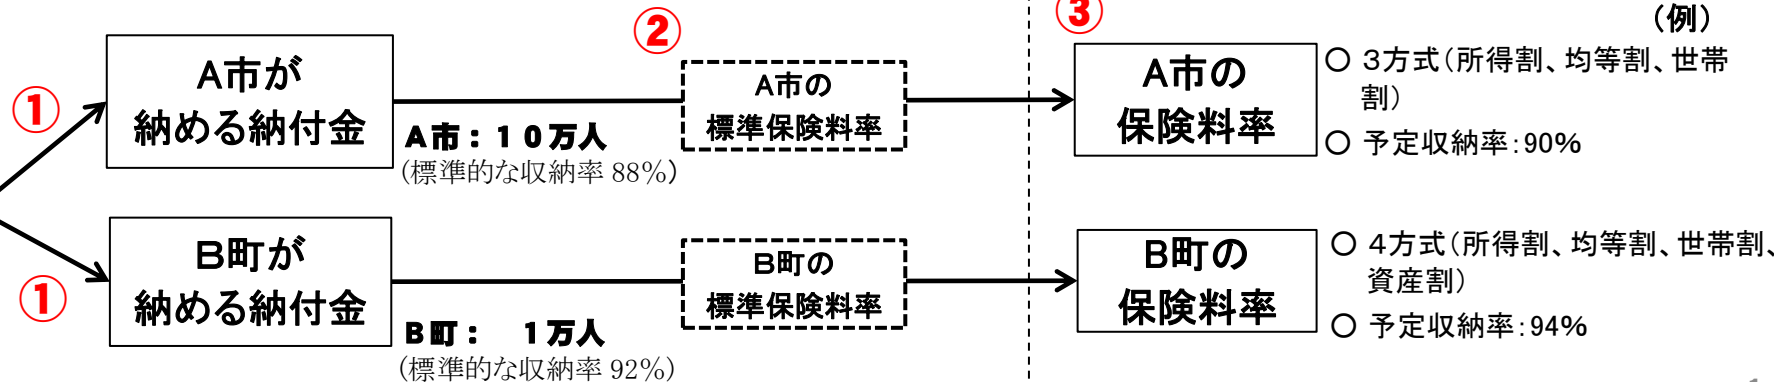 ③
(例)
②
A市が
納める納付金
①
A市：10万人
(標準的な収納率 88%)
A市の
標準保険料率
A市の
保険料率
○ 3方式(所得割、均等割、世帯
割)
○ 予定収納率：90%
B町が
納める納付金
①
B町：　1万人
(標準的な収納率 92%)
B町の
標準保険料率
B町の
保険料率
○ 4方式(所得割、均等割、世帯割、
資産割)
○ 予定収納率：94%